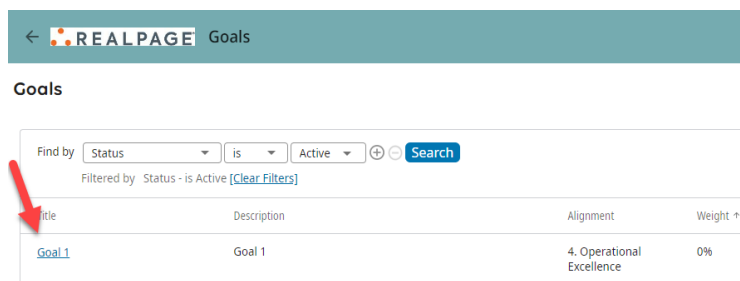 REALPAGE Goals
Goals
Find by Status is Active Search
Filtered by Status - is Active [Clear Filters]
Title Description Alignment Weight ↑
Goal 1 Goal 1 4. Operational 0%
Excellence